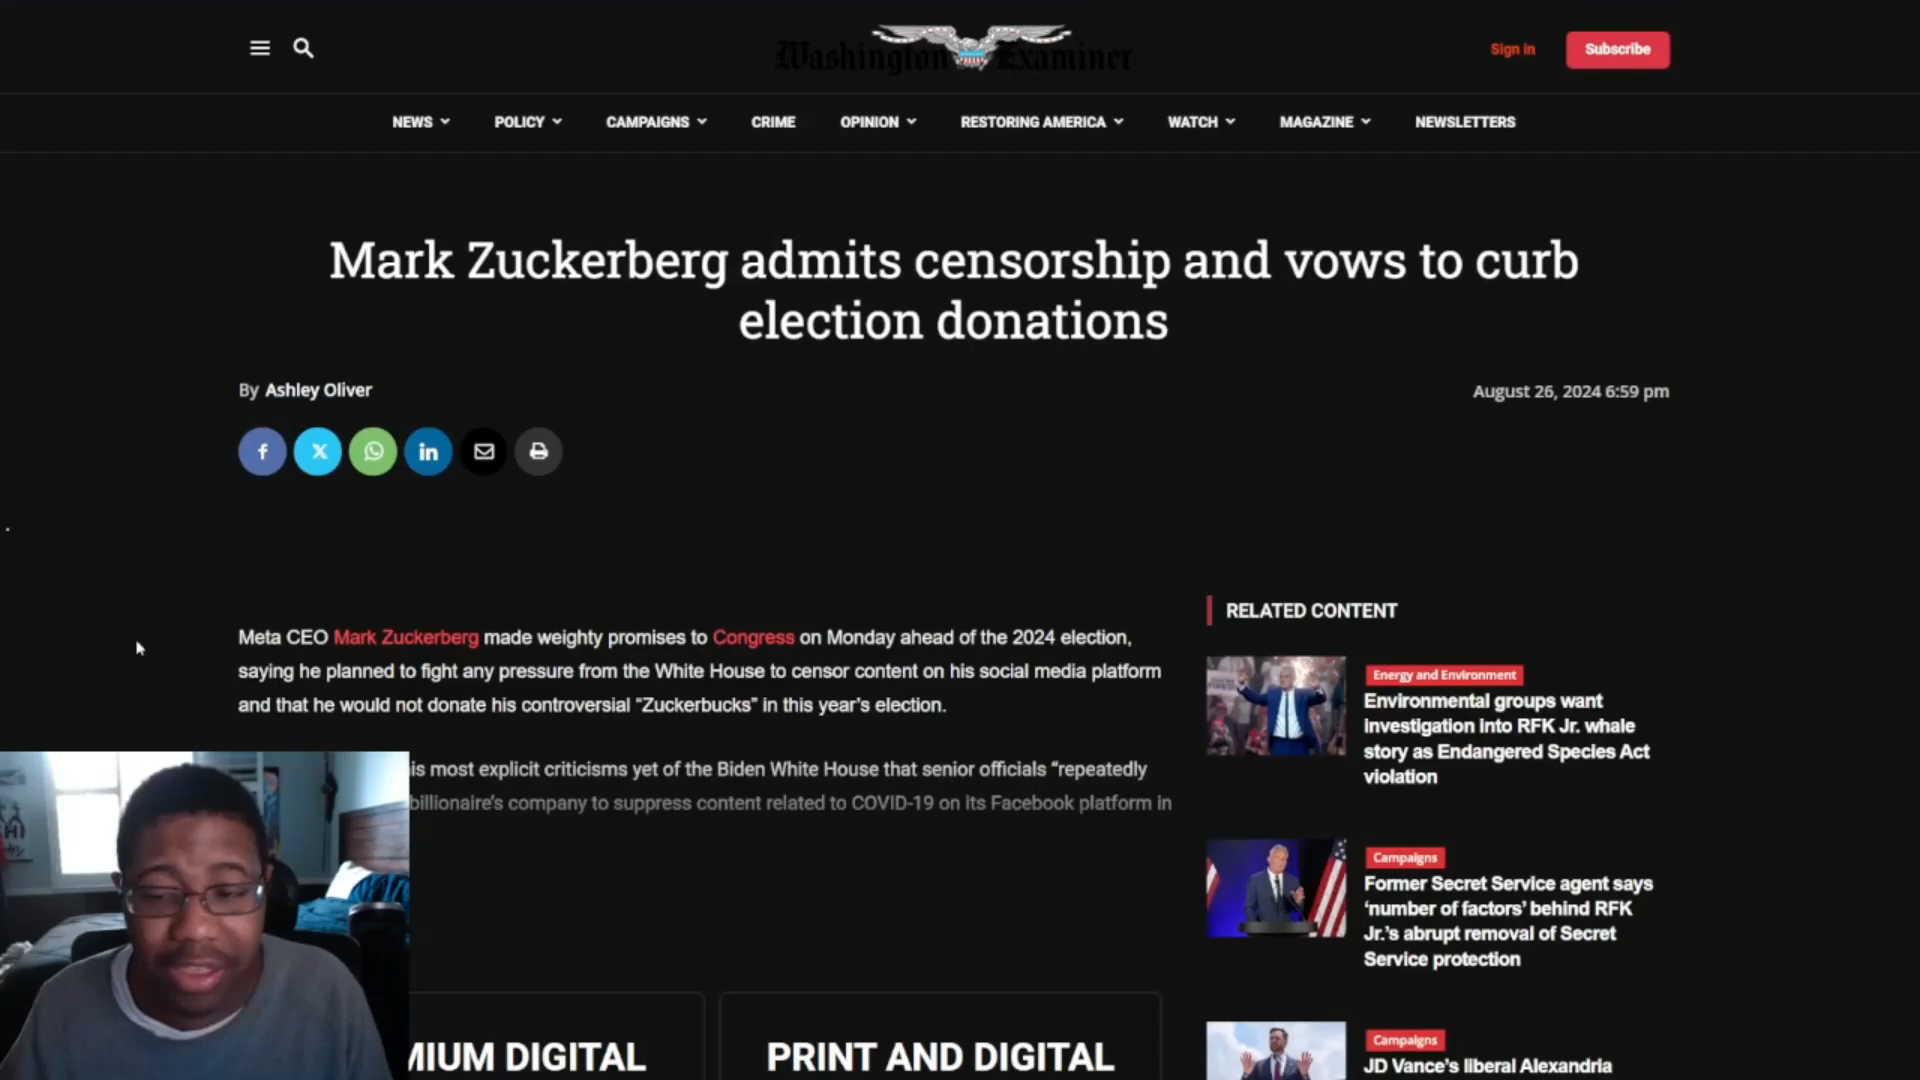 Washington Examiner
Sign In
Subscribe
NEWS
POLICY
CAMPAIGNS
CRIME
OPINION
RESTORING AMERICA
WATCH
MAGAZINE
NEWSLETTERS
Mark Zuckerberg admits censorship and vows to curb
election donations
By Ashley Oliver
August 26, 2024 6:59 pm
Meta CEO Mark Zuckerberg made weighty promises to Congress on Monday ahead of the 2024 election,
saying he planned to fight any pressure from the White House to censor content on his social media platform
and that he would not donate his controversial “Zuckerbucks” in this year’s election.
is most explicit criticisms yet of the Biden White House that senior officials “repeatedly
billionaire’s company to suppress content related to COVID-19 on its Facebook platform in
MIUM DIGITAL
PRINT AND DIGITAL
RELATED CONTENT
Energy and Environment
Environmental groups want
investigation into RFK Jr. whale
story as Endangered Species Act
violation
Campaigns
Former Secret Service agent says
‘number of factors’ behind RFK
Jr.’s abrupt removal of Secret
Service protection
Campaigns
JD Vance’s liberal Alexandria